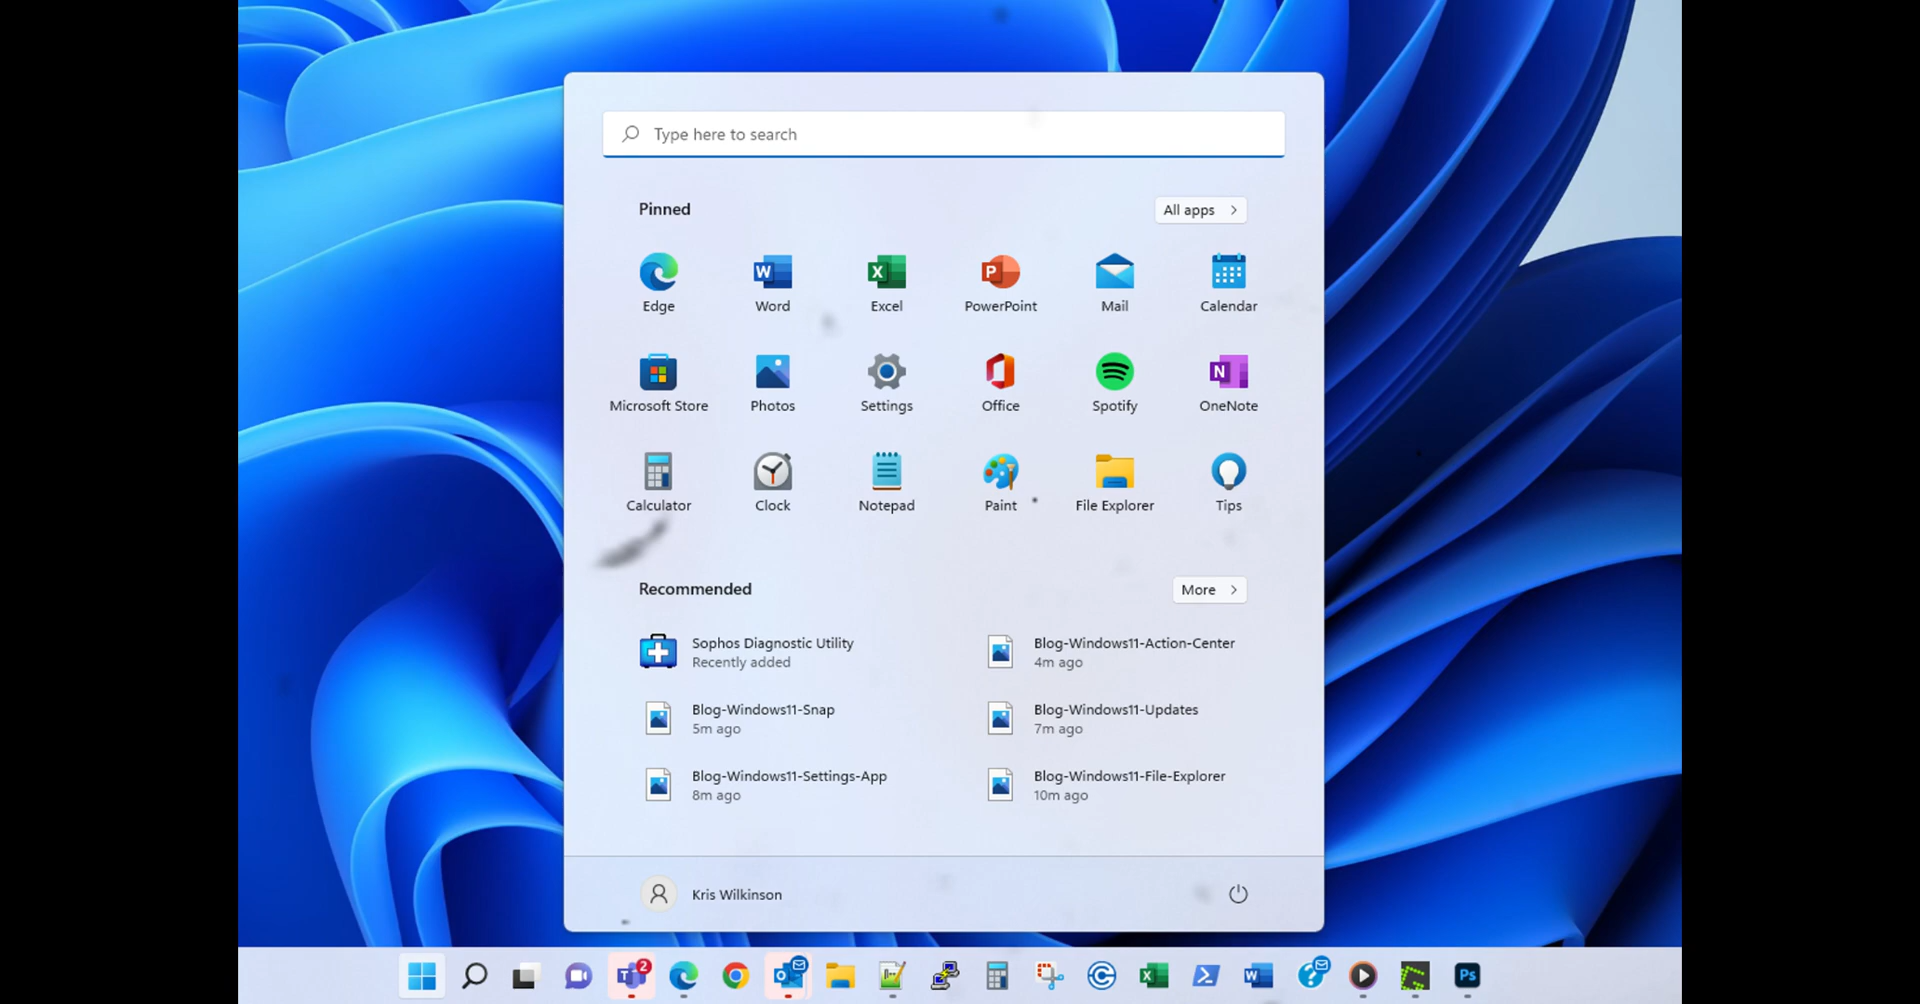 Type here to search
Pinned
All apps
Edge
Word
Excel
PowerPoint
Mail
Calendar
Microsoft Store
Photos
Settings
Office
Spotify
OneNote
Calculator
Clock
Notepad
Paint
File Explorer
Tips
Recommended
More
Sophos Diagnostic Utility
Recently added
Blog-Windows11-Action-Center
4m ago
Blog-Windows11-Snap
5m ago
Blog-Windows11-Updates
7m ago
Blog-Windows11-Settings-App
8m ago
Blog-Windows11-File-Explorer
10m ago
Kris Wilkinson
2
Ps